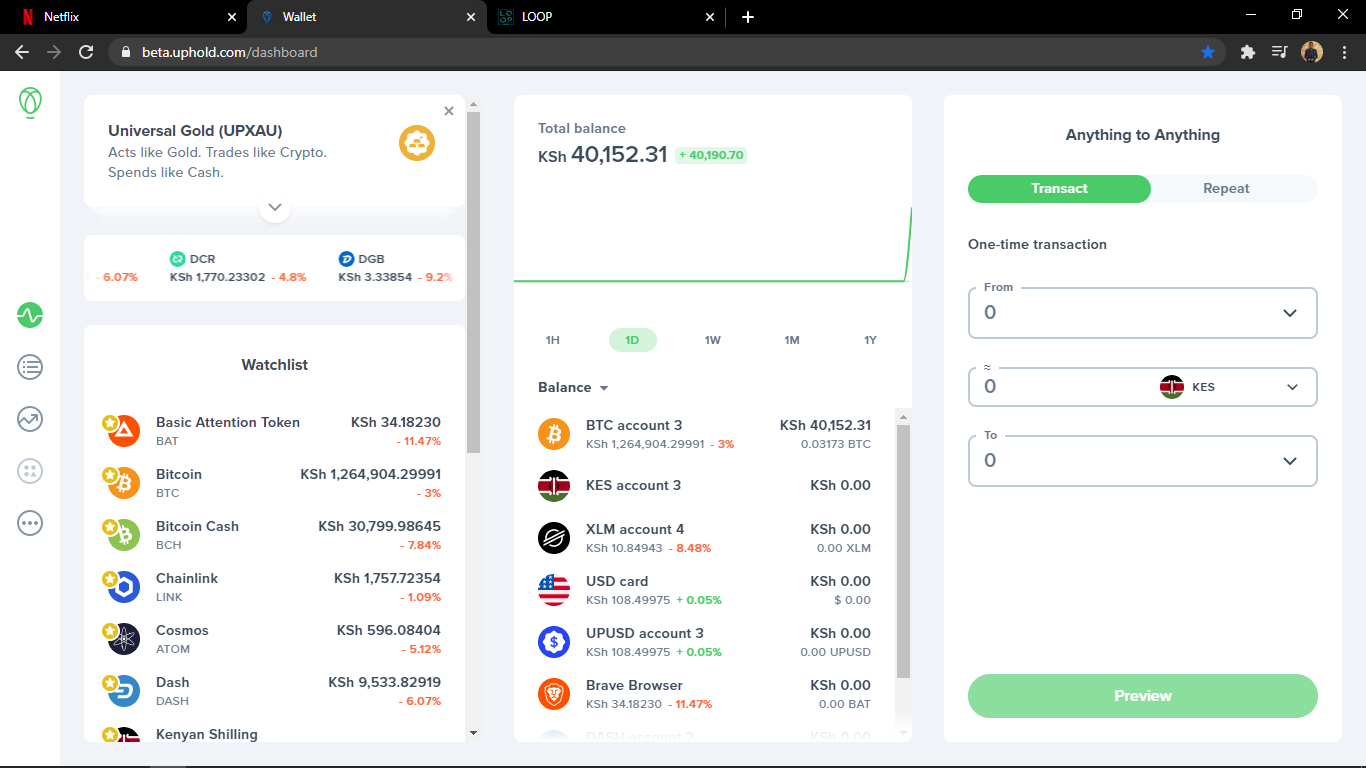 Netflix
Wallet
LOOP
beta.uphold.com/dashboard
Universal Gold (UPXAU)
Acts like Gold. Trades like Crypto.
Spends like Cash.
- 6.07%
DCR
KSh 1,770.23302 - 4.8%
DGB
KSh 3.33854 - 9.2%
Watchlist
Basic Attention Token KSh 34.18230
BAT - 11.47%
Bitcoin KSh 1,264,904.29991
BTC - 3%
Bitcoin Cash KSh 30,799.98645
BCH - 7.84%
Chainlink KSh 1,757.72354
LINK - 1.09%
Cosmos KSh 596.08404
ATOM - 5.12%
Dash KSh 9,533.82919
DASH - 6.07%
Kenyan Shilling
Total balance
KSh 40,152.31 + 40,190.70
1H 1D 1W 1M 1Y
Balance
BTC account 3 KSh 40,152.31
KSh 1,264,904.29991 - 3% 0.03173 BTC
KES account 3 KSh 0.00
XLM account 4 KSh 0.00
KSh 10.84943 - 8.48% 0.00 XLM
USD card KSh 0.00
KSh 108.49975 + 0.05% $ 0.00
UPUSD account 3 KSh 0.00
KSh 108.49975 + 0.05% 0.00 UPUSD
Brave Browser KSh 0.00
KSh 34.18230 - 11.47% 0.00 BAT
DASH account 2 KSh 0.00
Anything to Anything
Transact Repeat
One-time transaction
From
0
≈
0 KES
To
0
Preview